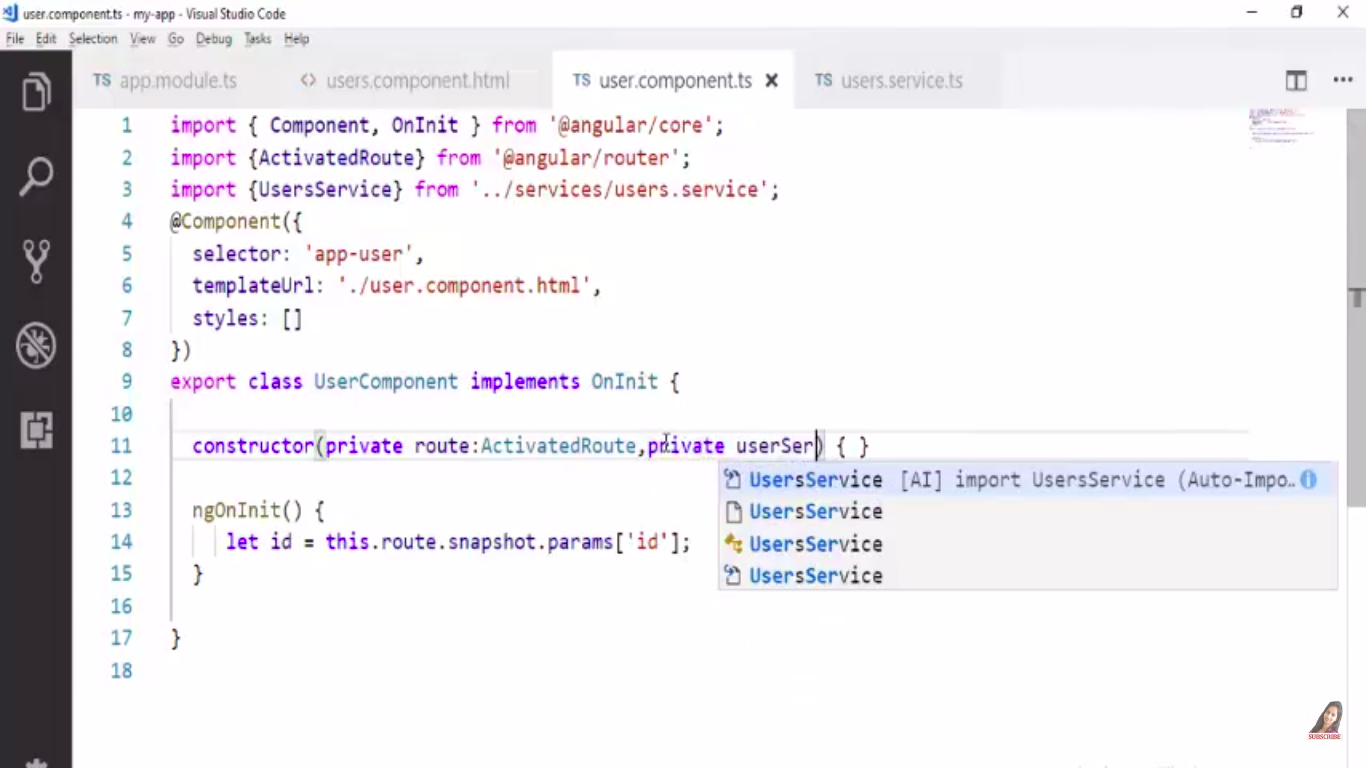 user.component.ts - my-app - Visual Studio Code
File Edit Selection View Go Debug Tasks Help
TS app.module.ts <> users.component.html TS user.component.ts TS users.service.ts
1 import { Component, OnInit } from '@angular/core';
2 import {ActivatedRoute} from '@angular/router';
3 import {UsersService} from '../services/users.service';
4 @Component({
5 selector: 'app-user',
6 templateUrl: './user.component.html',
7 styles: []
8 })
9 export class UserComponent implements OnInit {
10
11 constructor(private route:ActivatedRoute,private userSer) { }
12
UsersService [AI] import UsersService (Auto-Impo..
UsersService
UsersService
UsersService
13 ngOnInit() {
14 let id = this.route.snapshot.params['id'];
15 }
16
17 }
18
SUBSCRIBE